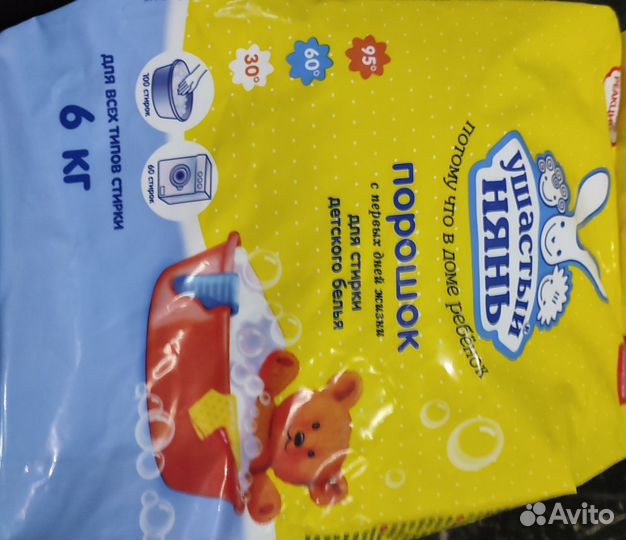 УШАСТЫЙ
НЯНЬ
потому что в доме ребёнок
ПОРОШОК
с первых дней жизни
для стирки
детского белья
95°
60°
30°
100 стирок
60 стирок
ДЛЯ ВСЕХ ТИПОВ СТИРКИ
6 КГ
Avito